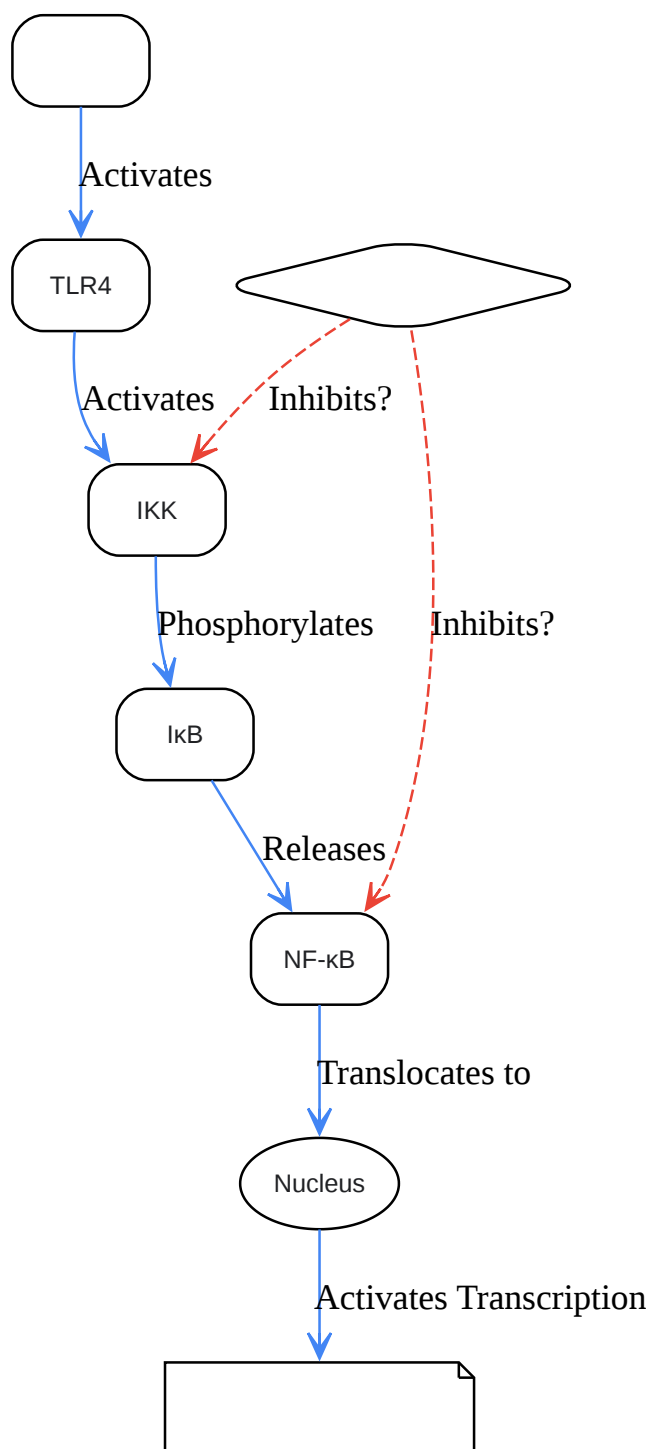 Activates
TLR4
Activates
Inhibits?
IKK
Phosphorylates
Inhibits?
IκB
Releases
NF-κB
Translocates to
Nucleus
Activates Transcription